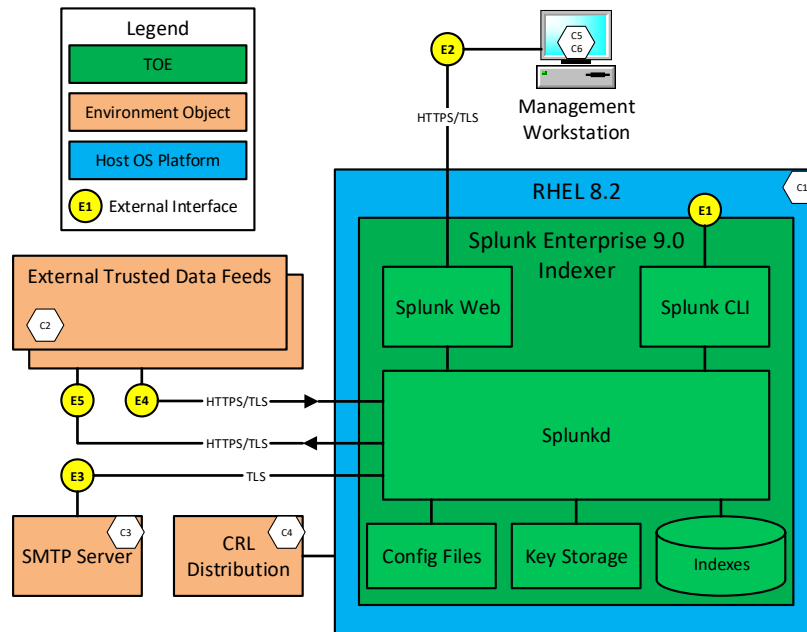 Legend
TOE
Environment Object
Host OS Platform
E1 External Interface
E2
C5
C6
Management
Workstation
HTTPS/TLS
RHEL 8.2
C1
E1
Splunk Enterprise 9.0
Indexer
Splunk Web
Splunk CLI
External Trusted Data Feeds
C2
E5
E4
HTTPS/TLS
HTTPS/TLS
Splunkd
E3
TLS
SMTP Server
C3
CRL
Distribution
C4
Config Files
Key Storage
Indexes